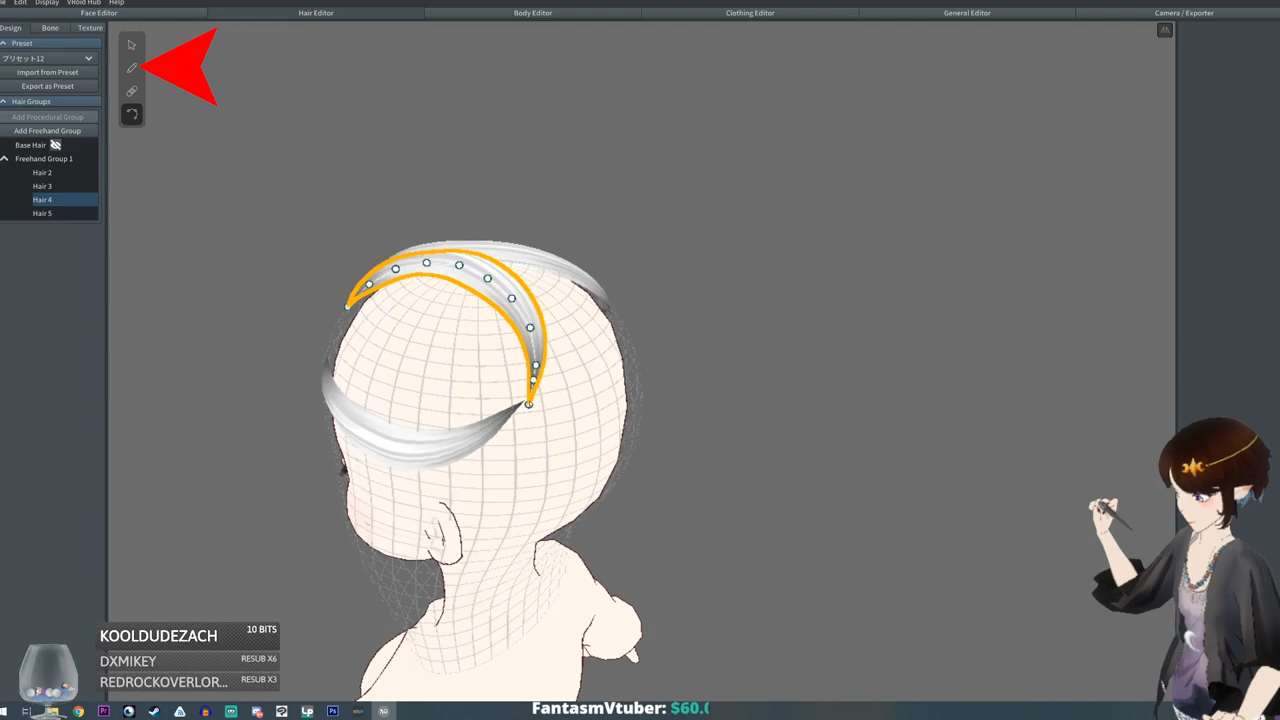 le Edit Display VRoid Hub Help
Face Editor Hair Editor Body Editor Clothing Editor General Editor Camera / Exporter
Design Bone Texture
Preset
プリセット12
Import from Preset
Export as Preset
Hair Groups
Add Procedural Group
Add Freehand Group
Base Hair
Freehand Group 1
Hair 2
Hair 3
Hair 4
Hair 5
KOOLDUDEZACH 10 BITS
DXMIKEY RESUB X6
REDROCKOVERLOR... RESUB X3
FantasmVtuber: $60.0